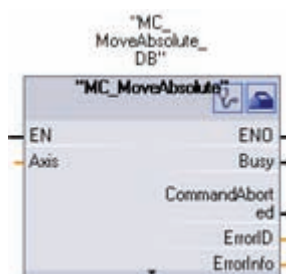 "MC_
MoveAbsolute_
DB"
"MC_MoveAbsolute"
EN
ENO
Axis
Busy
CommandAbort
ed
ErrorID
ErrorInfo